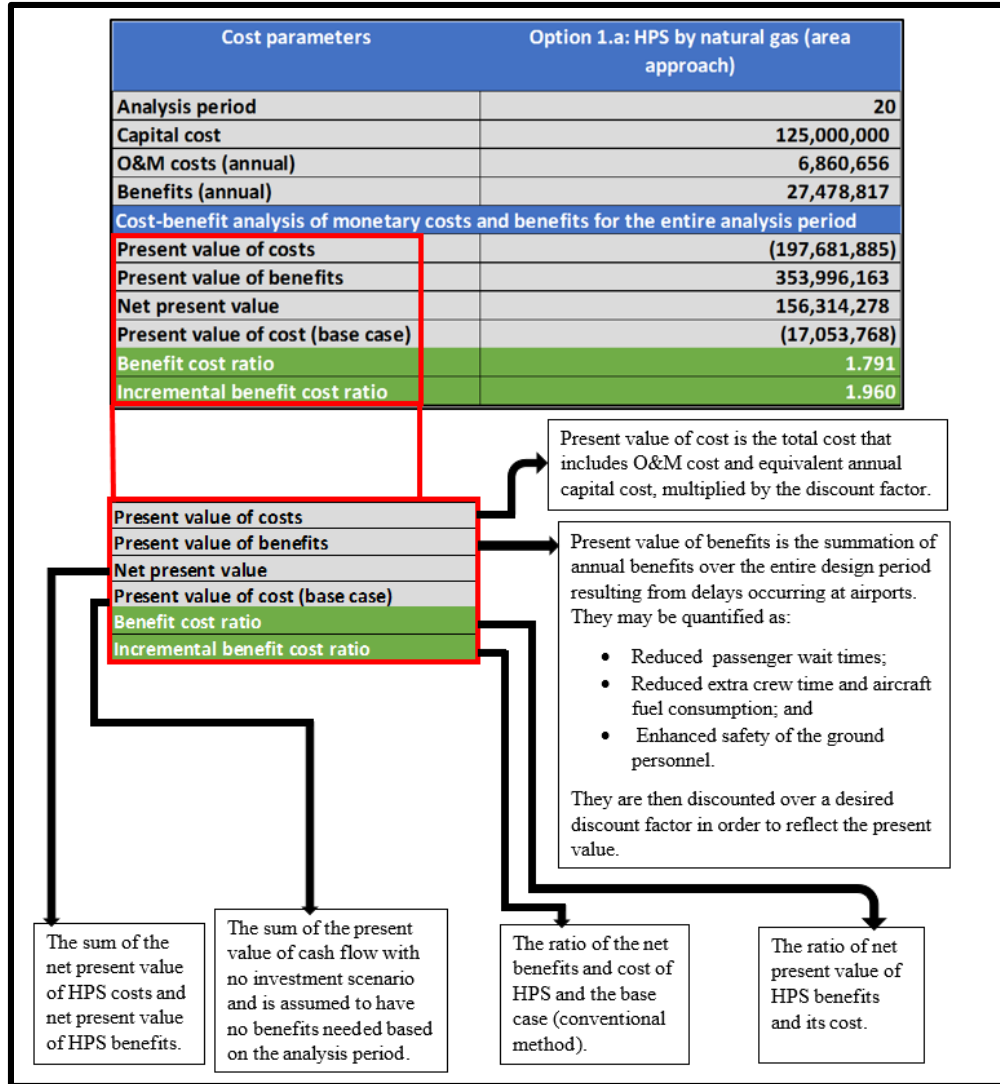 Cost parameters Option 1.a: HPS by natural gas (area
approach)
Analysis period 20
Capital cost 125,000,000
O&M costs (annual) 6,860,656
Benefits (annual) 27,478,817
Cost-benefit analysis of monetary costs and benefits for the entire analysis period
Present value of costs (197,681,885)
Present value of benefits 353,996,163
Net present value 156,314,278
Present value of cost (base case) (17,053,768)
Benefit cost ratio 1.791
Incremental benefit cost ratio 1.960
Present value of cost is the total cost that
includes O&M cost and equivalent annual
capital cost, multiplied by the discount factor.
Present value of costs
Present value of benefits
Net present value
Present value of cost (base case)
Benefit cost ratio
Incremental benefit cost ratio
Present value of benefits is the summation of
annual benefits over the entire design period
resulting from delays occurring at airports.
They may be quantified as:
• Reduced passenger wait times;
• Reduced extra crew time and aircraft
fuel consumption; and
• Enhanced safety of the ground
personnel.
They are then discounted over a desired
discount factor in order to reflect the present
value.
The sum of the
net present value
of HPS costs and
net present value
of HPS benefits.
The sum of the present
value of cash flow with
no investment scenario
and is assumed to have
no benefits needed based
on the analysis period.
The ratio of the net
benefits and cost of
HPS and the base
case (conventional
method).
The ratio of net
present value of
HPS benefits
and its cost.